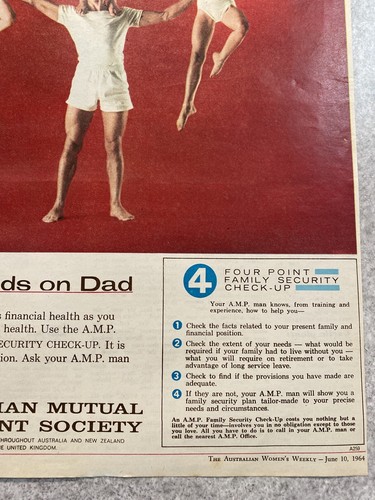 ds on Dad
s financial health as you
health. Use the A.M.P.
ECURITY CHECK-UP. It is
ion. Ask your A.M.P. man
IAN MUTUAL
NT SOCIETY
THROUGHOUT AUSTRALIA AND NEW ZEALAND
E UNITED KINGDOM.
4 FOUR POINT
FAMILY SECURITY
CHECK-UP
Your A.M.P. man knows, from training and
experience, how to help you—
1 Check the facts related to your present family and
financial position.
2 Check the extent of your needs — what would be
required if your family had to live without you —
what you will require on retirement or to take
advantage of long service leave.
3 Check to find if the provisions you have made are
adequate.
4 If they are not, your A.M.P. man will show you a
family security plan tailor-made to your precise
needs and circumstances.
An A.M.P. Family Security Check-Up costs you nothing but a
little of your time—involves you in no obligation except to those
you love. All you have to do is call in your A.M.P. man or
call the nearest A.M.P. Office.
THE AUSTRALIAN WOMEN'S WEEKLY — June 10, 1964